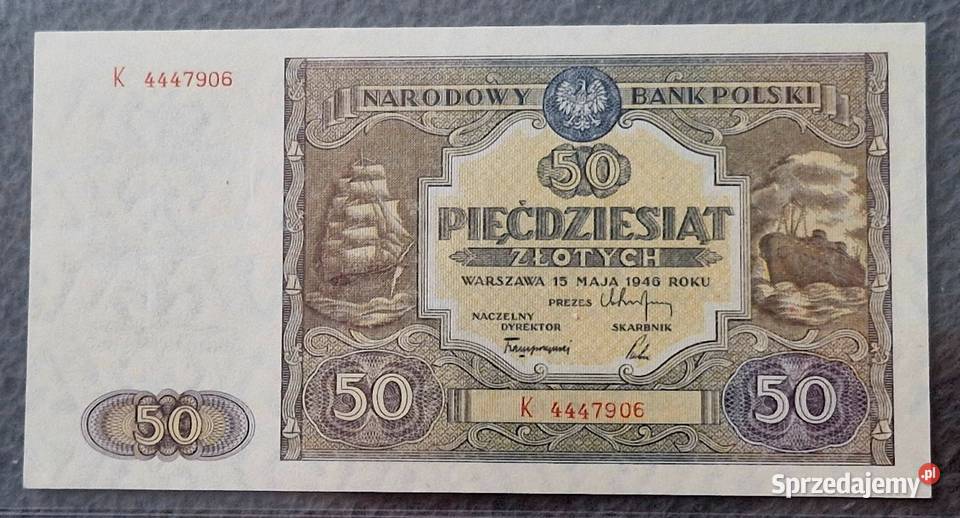 K 4447906
NARODOWY BANK POLSKI
50
PIĘĆDZIESIĄT
ZŁOTYCH
WARSZAWA 15 MAJA 1946 ROKU
PREZES
NACZELNY
DYREKTOR
SKARBNIK
50
50
50
K 4447906
Sprzedajemy.pl